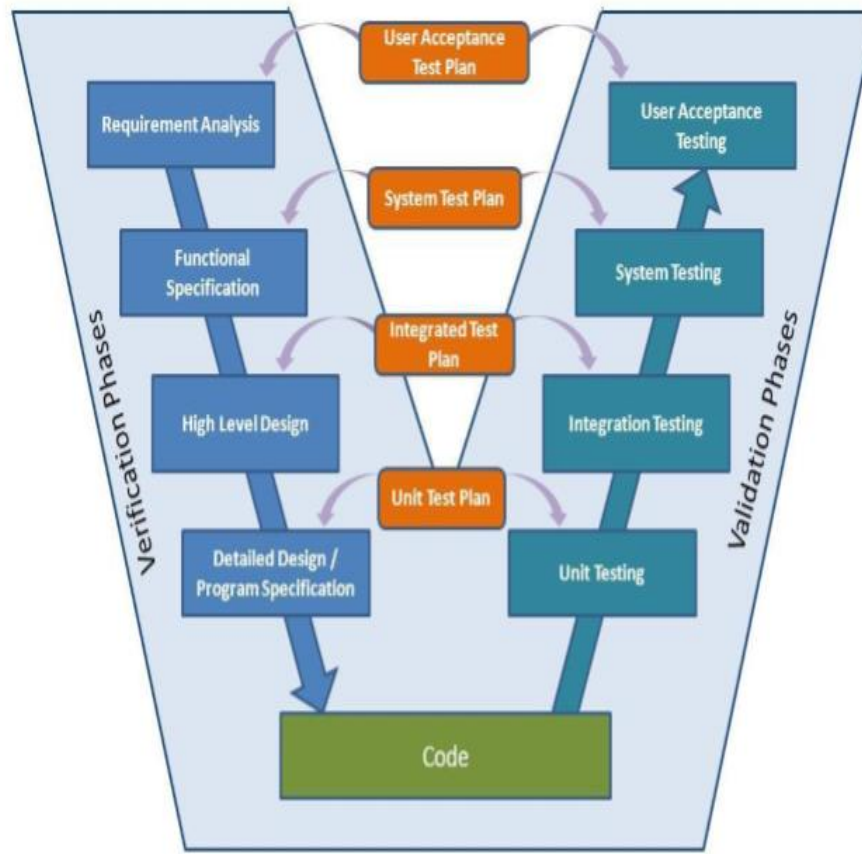 User Acceptance
Test Plan
Requirement Analysis
User Acceptance
Testing
System Test Plan
Functional
Specification
System Testing
Integrated Test
Plan
High Level Design
Integration Testing
Verification Phases
Validation Phases
Unit Test Plan
Detailed Design /
Program Specification
Unit Testing
Code